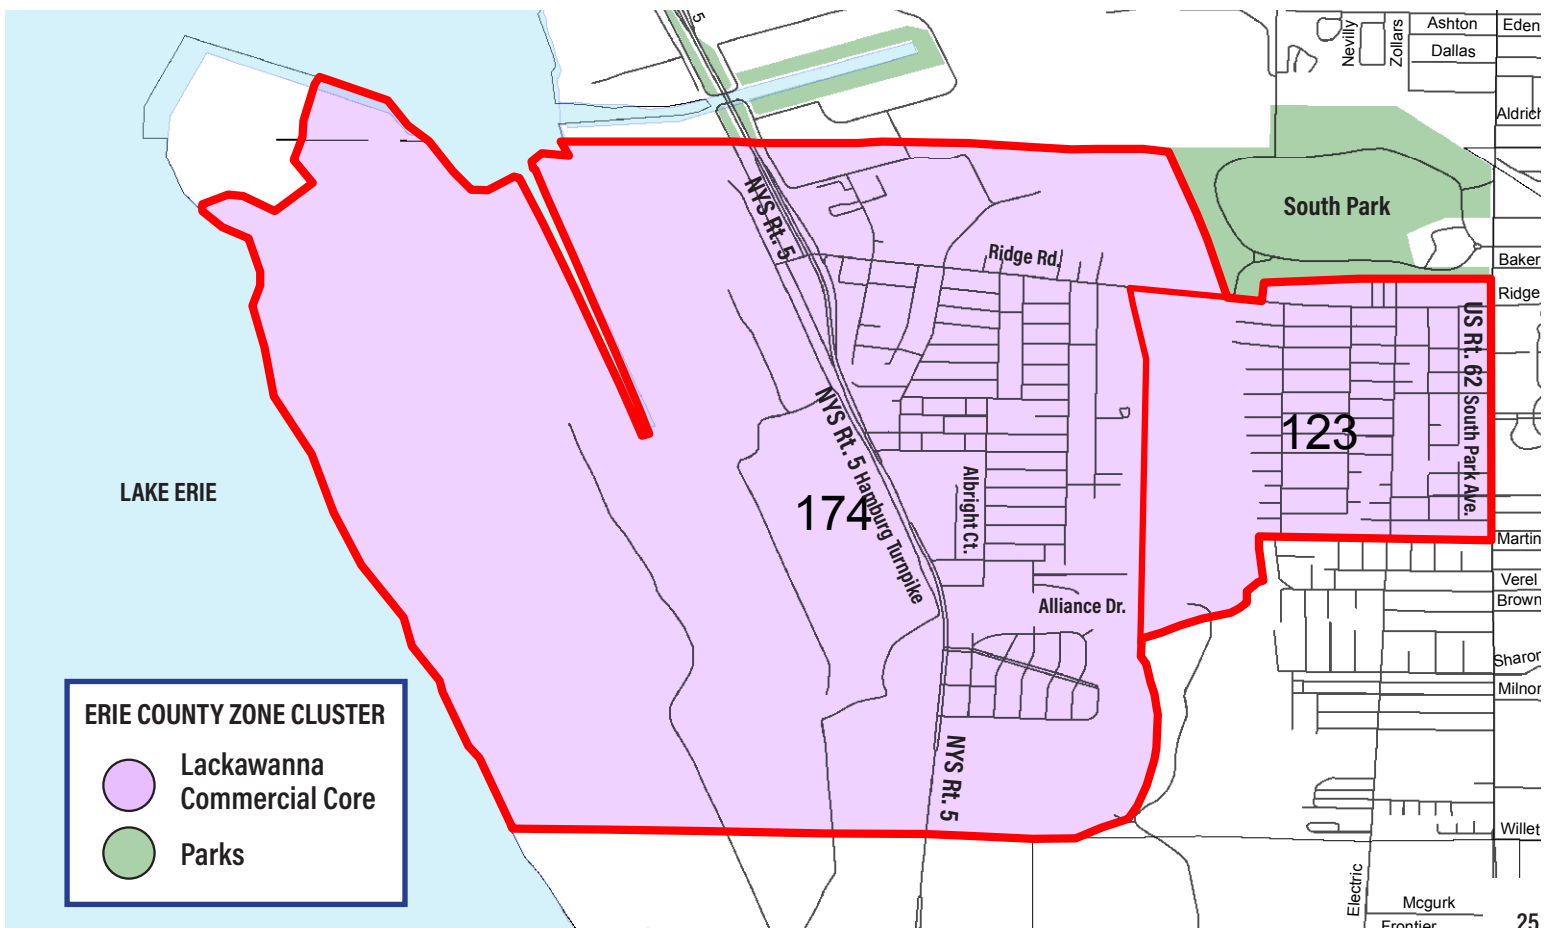 5
Nevilly
Zollars
Ashton
Eden
Dallas
Aldrich
NYS Rt. 5
South Park
Ridge Rd.
Baker
Ridge
US Rt. 62 South Park Ave.
NYS Rt. 5 Hamburg Turnpike
123
LAKE ERIE
174
Albright Ct.
Martin
Verel
Brown
Alliance Dr.
Sharon
Milnor
ERIE COUNTY ZONE CLUSTER
Lackawanna
Commercial Core
Parks
NYS Rt. 5
Willet
Electric
Mcgurk
Frontier
25